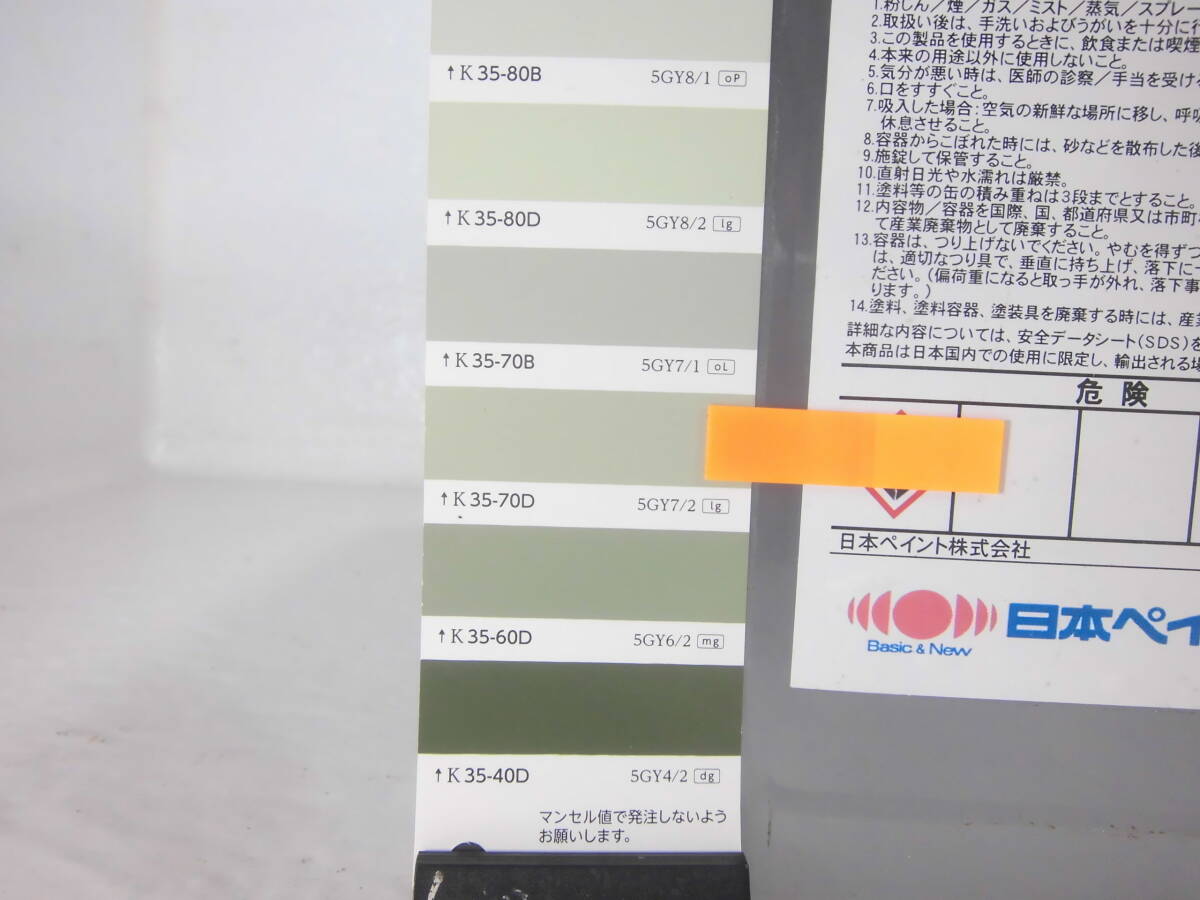 ↑K35-80B 5GY8/1 oP
↑K35-80D 5GY8/2 lg
↑K35-70B 5GY7/1 oL
↑K35-70D 5GY7/2 lg
↑K35-60D 5GY6/2 mg
↑K35-40D 5GY4/2 dg
マンセル値で発注しないよう
お願いします。
1.粉じん／煙／ガス／ミスト／蒸気／スプレー
2.取扱い後は、手洗いおよびうがいを十分に
3.この製品を使用するときに、飲食または喫煙
4.本来の用途以外に使用しないこと。
5.気分が悪い時は、医師の診察／手当を受け
6.口をすすぐこと。
7.吸入した場合：空気の新鮮な場所に移し、呼吸
休息させること。
8.容器からこぼれた時には、砂などを散布した後
9.施錠して保管すること。
10.直射日光や水濡れは厳禁。
11.塗料等の缶の積み重ねは3段までとすること。
12.内容物／容器を国際、国、都道府県又は市町
て産業廃棄物として廃棄すること。
13.容器は、つり上げないでください。やむを得ずつ
は、適切なつり具で、垂直に持ち上げ、落下に
ださい。（偏荷重になると取っ手が外れ、落下事
ります。）
14.塗料、塗料容器、塗装具を廃棄する時には、産
詳細な内容については、安全データシート（SDS）を
本商品は日本国内での使用に限定し、輸出される場
危険
日本ペイント株式会社
日本ペイ
Basic & New